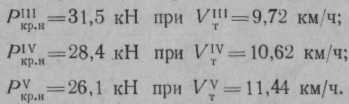 P^III_кр.н=31,5 кН при V^III_т=9,72 км/ч;
P^IV_кр.н=28,4 кН при V^IV_т=10,62 км/ч;
P^V_кр.н=26,1 кН при V^V_т=11,44 км/ч.